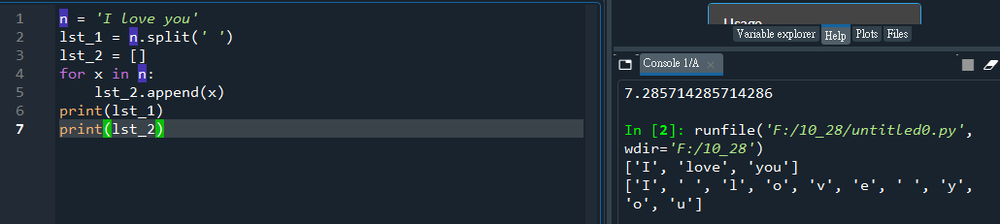 1 n = 'I love you'
2 lst_1 = n.split(' ')
3 lst_2 = []
4 for x in n:
5 lst_2.append(x)
6 print(lst_1)
7 print(lst_2)
Usage
Variable explorer Help Plots Files
Console 1/A ×
7.285714285714286
In [2]: runfile('F:/10_28/untitled0.py',
wdir='F:/10_28')
['I', 'love', 'you']
['I', ' ', 'l', 'o', 'v', 'e', ' ', 'y',
'o', 'u']